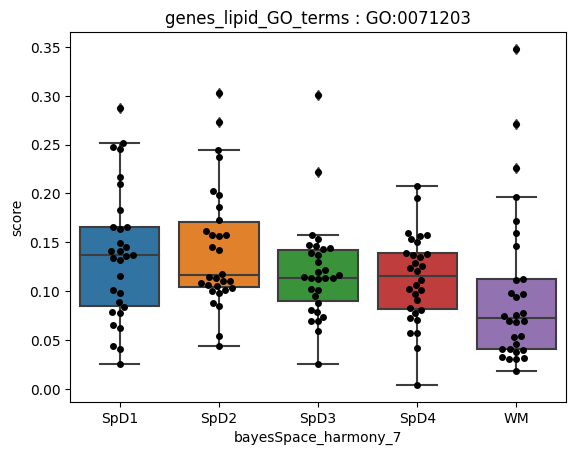 genes_lipid_GO_terms : GO:0071203
0.35
0.30
0.25
0.20
0.15
0.10
0.05
0.00
score
SpD1 SpD2 SpD3 SpD4 WM
bayesSpace_harmony_7